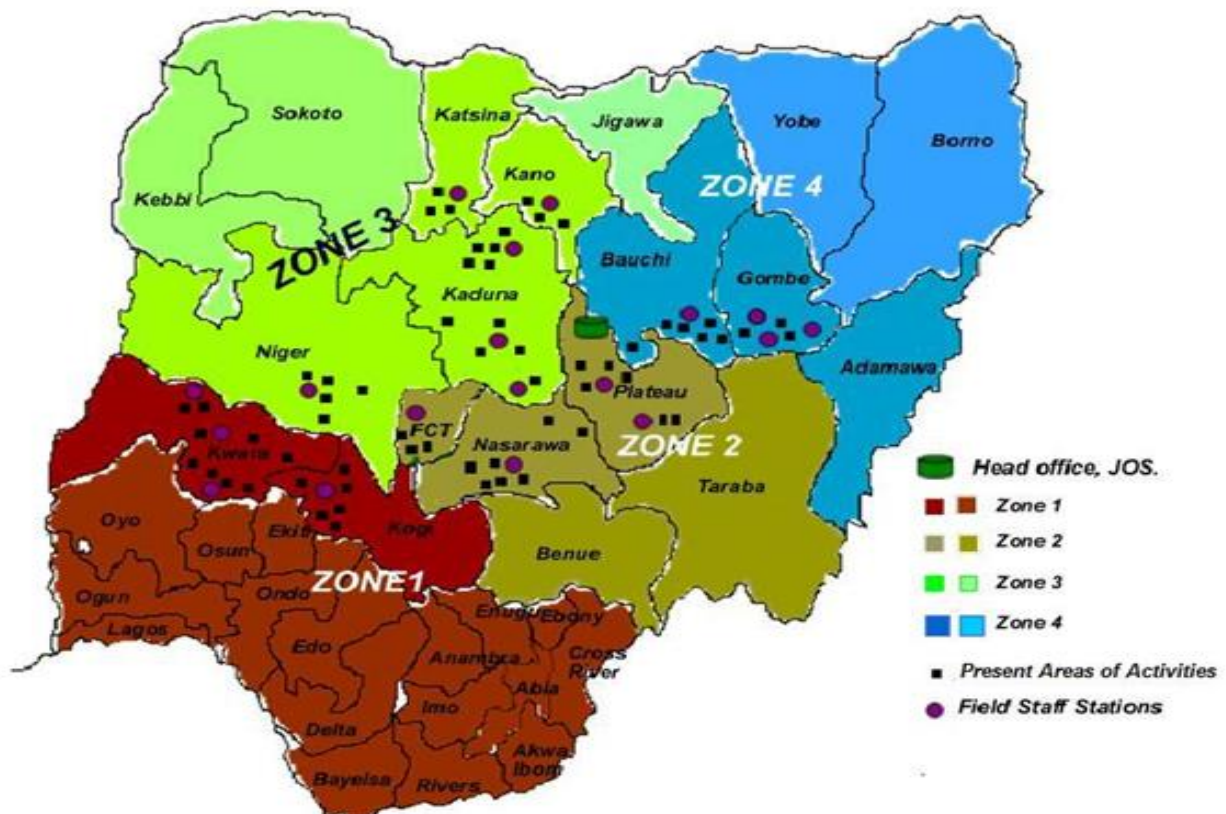 Sokoto
Katsina
Jigawa
Yobe
Borno
Kebbi
Kano
ZONE 4
ZONE 3
Bauchi
Gombe
Kaduna
Niger
Adamawa
Plateau
FCT
Kwara
Nasarawa
ZONE 2
Taraba
Oyo
Osun
Ekiti
Kogi
Benue
ZONE1
Ogun
Ondo
Lagos
Enugu
Ebony
Edo
Anambra
Cross
River
Abia
Imo
Delta
Akwa
Ibom
Bayelsa
Rivers
Head office, JOS.
Zone 1
Zone 2
Zone 3
Zone 4
Present Areas of Activities
Field Staff Stations